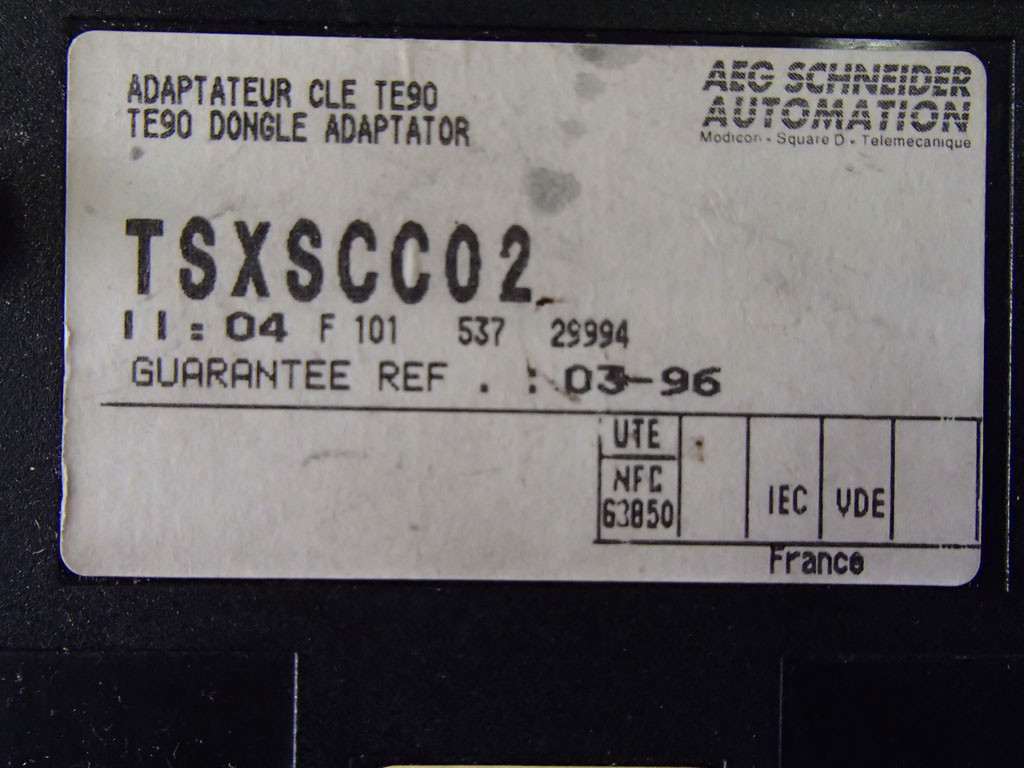 ADAPTATEUR CLE TE90
TE90 DONGLE ADAPTATOR
AEG SCHNEIDER
AUTOMATION
Modicon - Square D - Telemecanique
TSXSCC02
II: 04 F 101 537 29994
GUARANTEE REF . : 03-96
UTE
NFC
63850
IEC
VDE
France